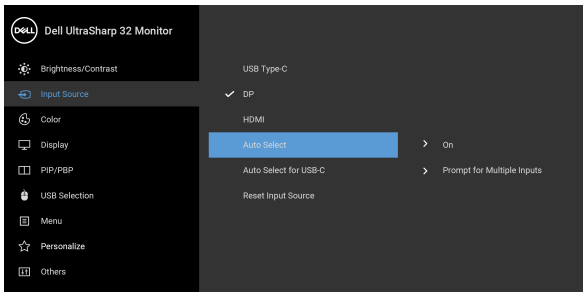 DELL Dell UltraSharp 32 Monitor
Brightness/Contrast
USB Type-C
Input Source
DP
Color
HDMI
Display
Auto Select
On
PIP/PBP
Auto Select for USB-C
Prompt for Multiple Inputs
USB Selection
Reset Input Source
Menu
Personalize
Others